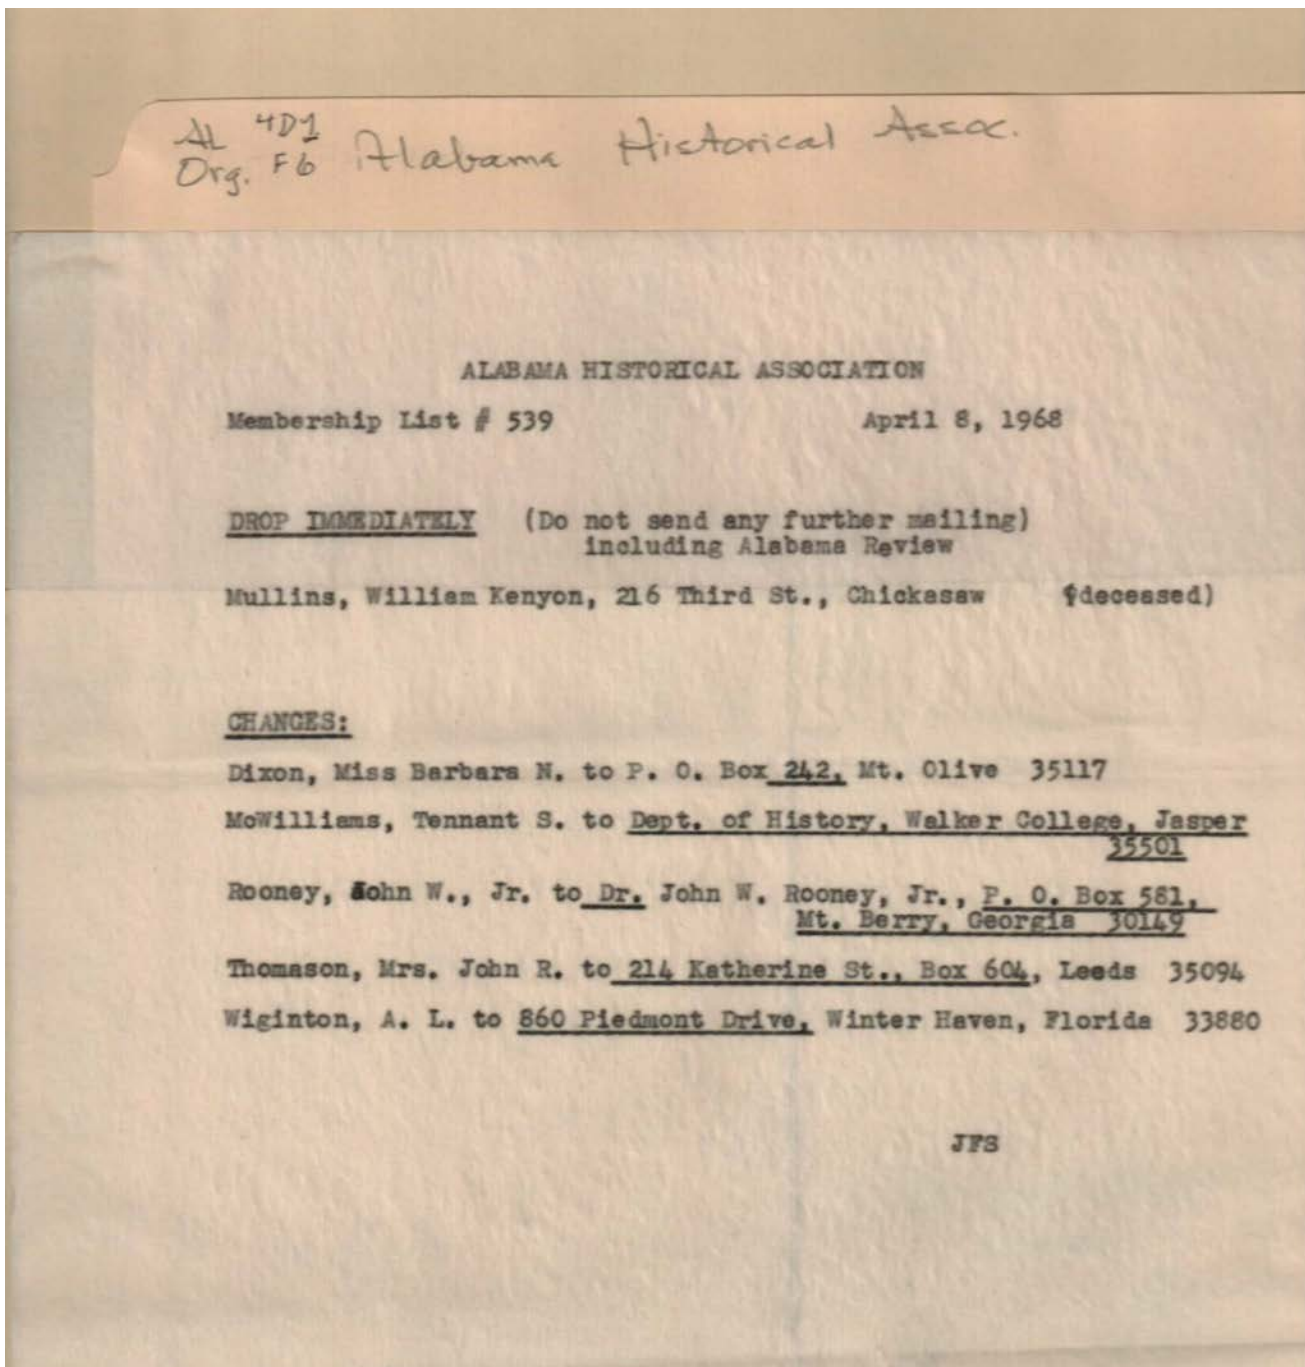 AL 4D1
Org. F6 Alabama Historical Assoc.
ALABAMA HISTORICAL ASSOCIATION
Membership List # 539 April 8, 1968
DROP IMMEDIATELY (Do not send any further mailing)
including Alabama Review
Mullins, William Kenyon, 216 Third St., Chickasaw (deceased)
CHANGES:
Dixon, Miss Barbara N. to P. O. Box 242, Mt. Olive 35117
McWilliams, Tennant S. to Dept. of History, Walker College, Jasper
35501
Rooney, John W., Jr. to Dr. John W. Rooney, Jr., P. O. Box 581,
Mt. Berry, Georgia 30149
Thomason, Mrs. John R. to 214 Katherine St., Box 604, Leeds 35094
Wiginton, A. L. to 860 Piedmont Drive, Winter Haven, Florida 33880
JFS